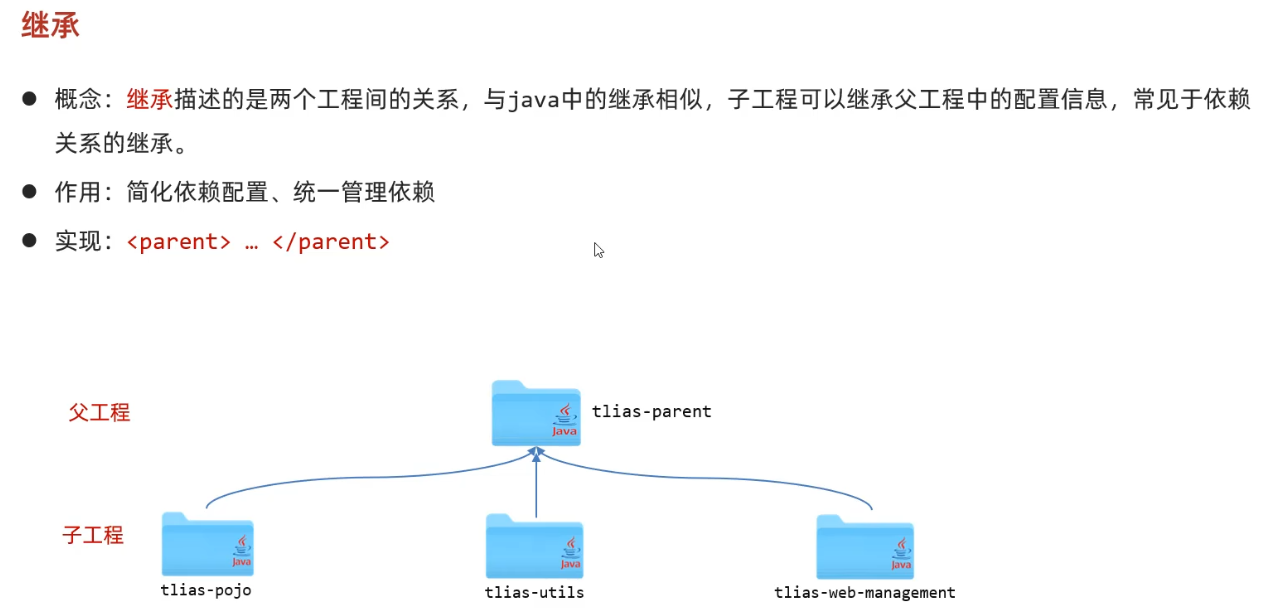 继承
● 概念：继承描述的是两个工程间的关系，与java中的继承相似，子工程可以继承父工程中的配置信息，常见于依赖
关系的继承。
● 作用：简化依赖配置、统一管理依赖
● 实现：<parent> … </parent>
父工程
Java
tlias-parent
子工程
Java
Java
Java
tlias-pojo
tlias-utils
tlias-web-management